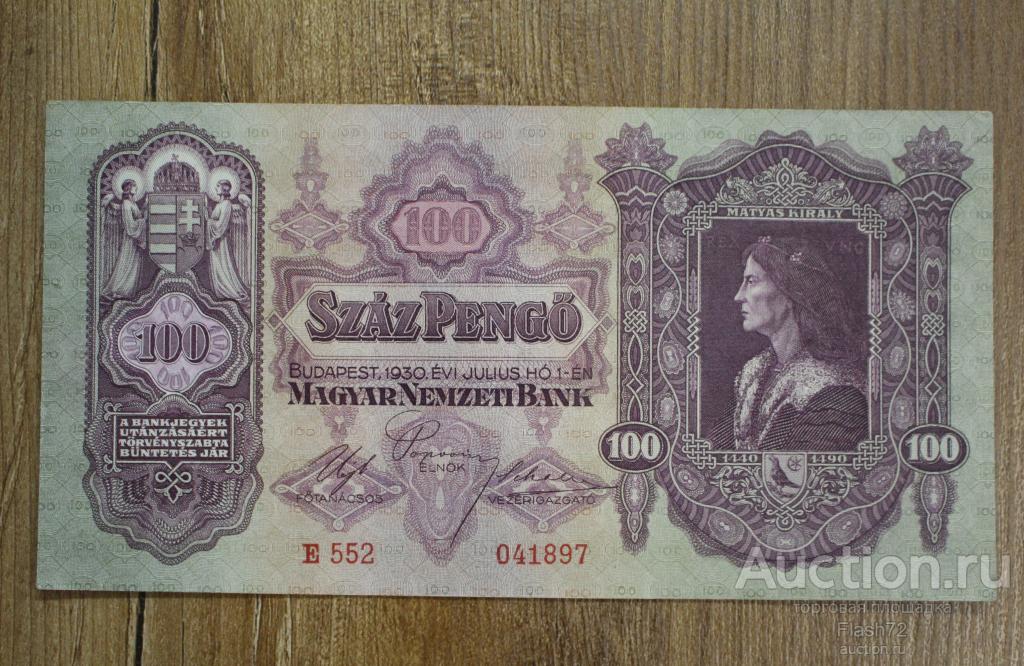 100
A BANKJEGYEK
UTÁNZÁSÁÉRT
TÖRVÉNYSZABTA
BÜNTETÉS JÁR
100
SZÁZ PENGŐ
BUDAPEST, 1930. ÉVI JULIUS HÓ 1-ÉN
MAGYAR NEMZETI BANK
FŐTANÁCSOS
ELNÖK
VEZÉRIGAZGATÓ
E 552
041897
MÁTYÁS KIRÁLY
100
1440 1490
100
Auction.ru
торговая площадка
Flash72
auction.ru